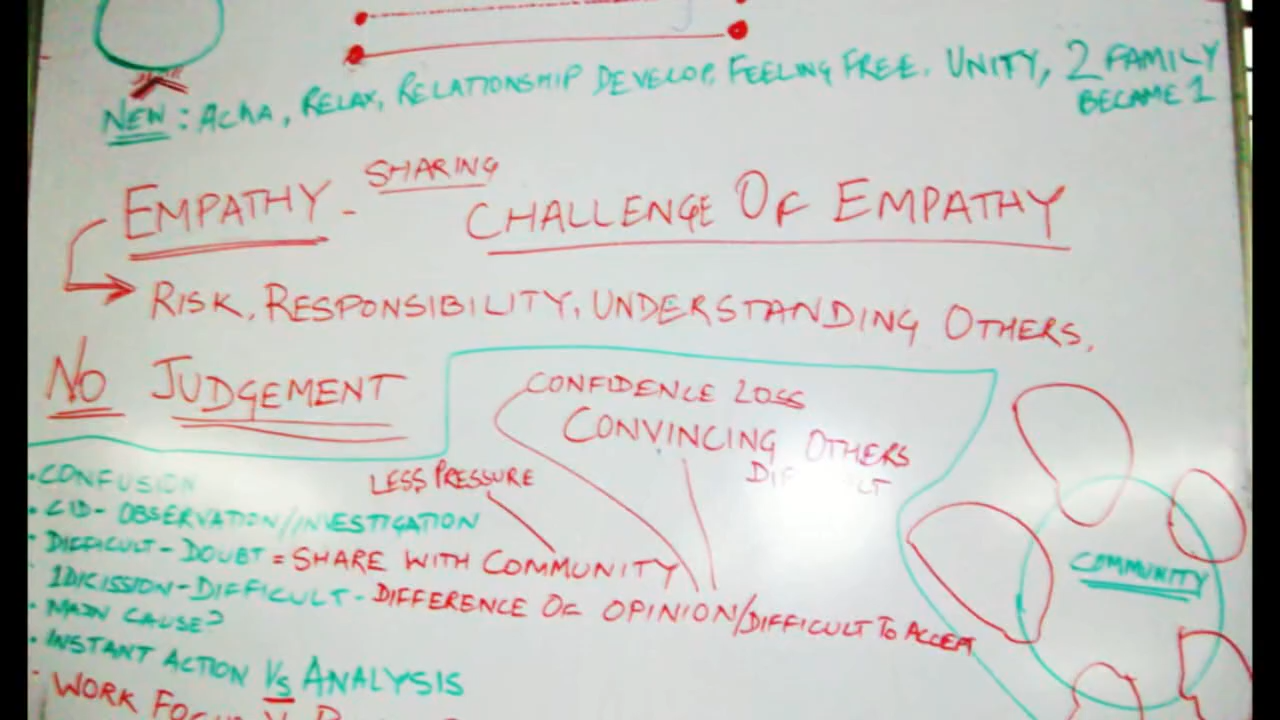 NEW: ACHA, RELAX, RELATIONSHIP DEVELOP, FEELING FREE. UNITY, 2 FAMILY
BECAME 1
EMPATHY - SHARING
CHALLENGE OF EMPATHY
RISK, RESPONSIBILITY, UNDERSTANDING OTHERS,
NO JUDGEMENT
CONFIDENCE LOSS
CONVINCING OTHERS
LESS PRESSURE
• CONFUSION
• CID- OBSERVATION/INVESTIGATION
• DIFFICULT - DOUBT = SHARE WITH COMMUNITY
1DICISSION - DIFFICULT - DIFFERENCE OF OPINION/DIFFICULT TO ACCEPT
• MAIN CAUSE?
• INSTANT ACTION VS ANALYSIS
• WORK
COMMUNITY